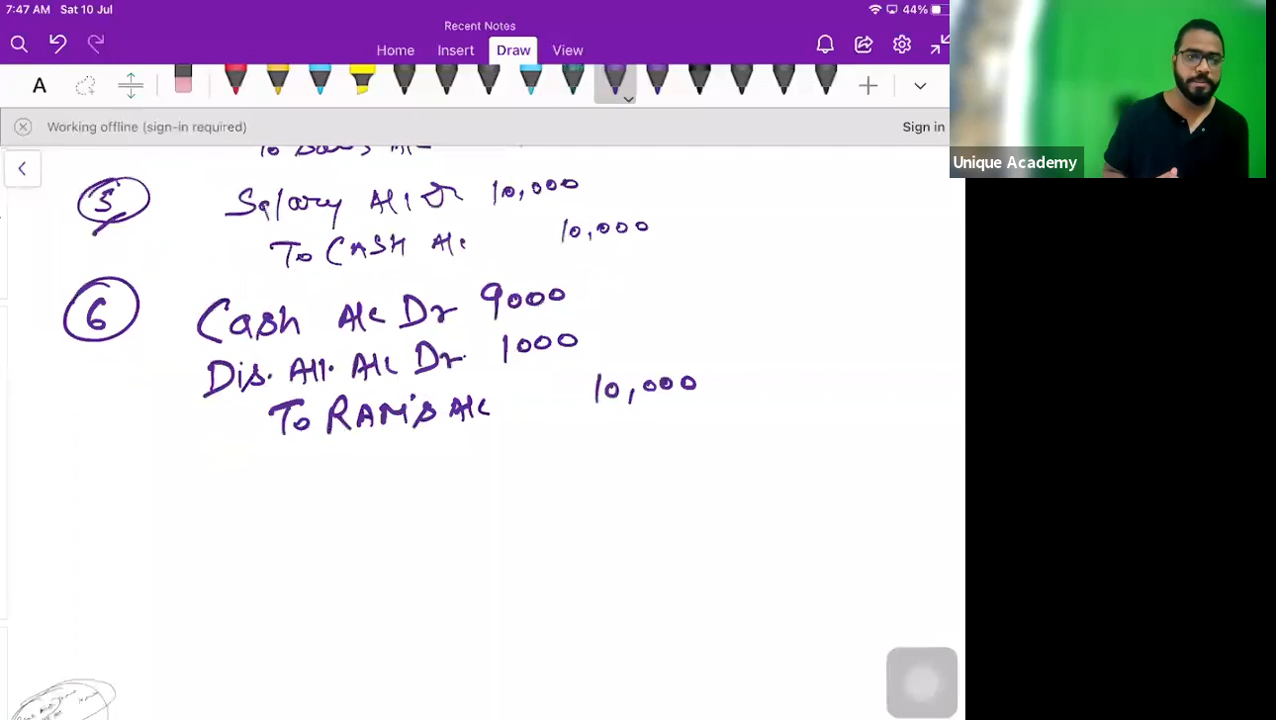 7:47 AM Sat 10 Jul
44%
Recent Notes
Home Insert Draw View
A
Working offline (sign-in required)
Sign in
Unique Academy
To A/c
5 Salary A/c Dr 10,000
To CASH A/c 10,000
6 Cash A/c Dr 9000
Dis. All. A/c Dr. 1000
To RAM'S A/c 10,000